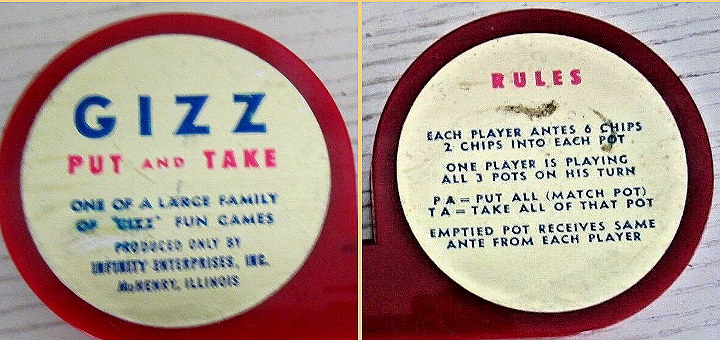 GIZZ
PUT AND TAKE
ONE OF A LARGE FAMILY
OF "GIZZ" FUN GAMES
PRODUCED ONLY BY
INFINITY ENTERPRISES, INC.
McHENRY, ILLINOIS
RULES
EACH PLAYER ANTES 6 CHIPS
2 CHIPS INTO EACH POT
ONE PLAYER IS PLAYING
ALL 3 POTS ON HIS TURN
PA = PUT ALL (MATCH POT)
TA = TAKE ALL OF THAT POT
EMPTIED POT RECEIVES SAME
ANTE FROM EACH PLAYER